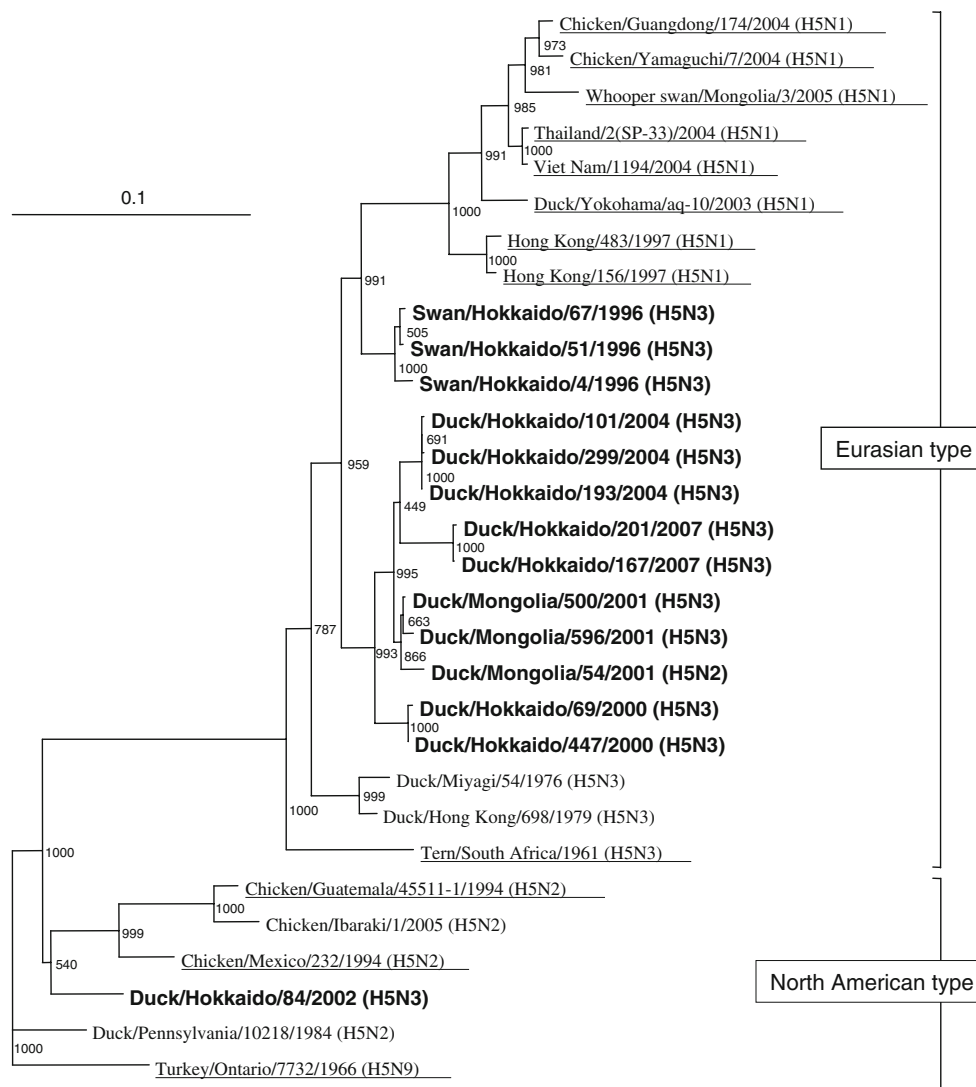 Chicken/Guangdong/174/2004 (H5N1)
973
Chicken/Yamaguchi/7/2004 (H5N1)
981
Whooper swan/Mongolia/3/2005 (H5N1)
985
Thailand/2(SP-33)/2004 (H5N1)
1000
991
Viet Nam/1194/2004 (H5N1)
0.1
Duck/Yokohama/aq-10/2003 (H5N1)
1000
Hong Kong/483/1997 (H5N1)
1000
Hong Kong/156/1997 (H5N1)
991
Swan/Hokkaido/67/1996 (H5N3)
505
Swan/Hokkaido/51/1996 (H5N3)
1000
Swan/Hokkaido/4/1996 (H5N3)
Duck/Hokkaido/101/2004 (H5N3)
691
Eurasian type
Duck/Hokkaido/299/2004 (H5N3)
959
1000
Duck/Hokkaido/193/2004 (H5N3)
449
Duck/Hokkaido/201/2007 (H5N3)
1000
Duck/Hokkaido/167/2007 (H5N3)
995
Duck/Mongolia/500/2001 (H5N3)
663
787
Duck/Mongolia/596/2001 (H5N3)
993
866
Duck/Mongolia/54/2001 (H5N2)
Duck/Hokkaido/69/2000 (H5N3)
1000
Duck/Hokkaido/447/2000 (H5N3)
Duck/Miyagi/54/1976 (H5N3)
999
1000
Duck/Hong Kong/698/1979 (H5N3)
1000
Tern/South Africa/1961 (H5N3)
Chicken/Guatemala/45511-1/1994 (H5N2)
1000
Chicken/Ibaraki/1/2005 (H5N2)
999
Chicken/Mexico/232/1994 (H5N2)
540
North American type
Duck/Hokkaido/84/2002 (H5N3)
Duck/Pennsylvania/10218/1984 (H5N2)
1000
Turkey/Ontario/7732/1966 (H5N9)